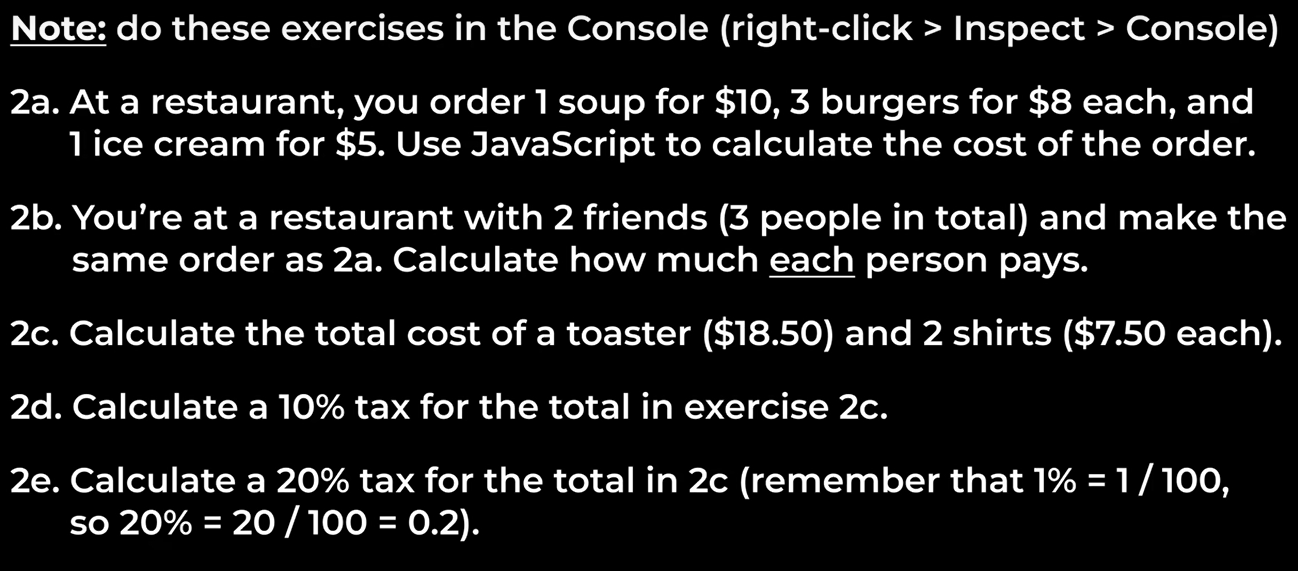 Note: do these exercises in the Console (right-click > Inspect > Console)
2a. At a restaurant, you order 1 soup for $10, 3 burgers for $8 each, and
1 ice cream for $5. Use JavaScript to calculate the cost of the order.
2b. You’re at a restaurant with 2 friends (3 people in total) and make the
same order as 2a. Calculate how much each person pays.
2c. Calculate the total cost of a toaster ($18.50) and 2 shirts ($7.50 each).
2d. Calculate a 10% tax for the total in exercise 2c.
2e. Calculate a 20% tax for the total in 2c (remember that 1% = 1 / 100,
so 20% = 20 / 100 = 0.2).